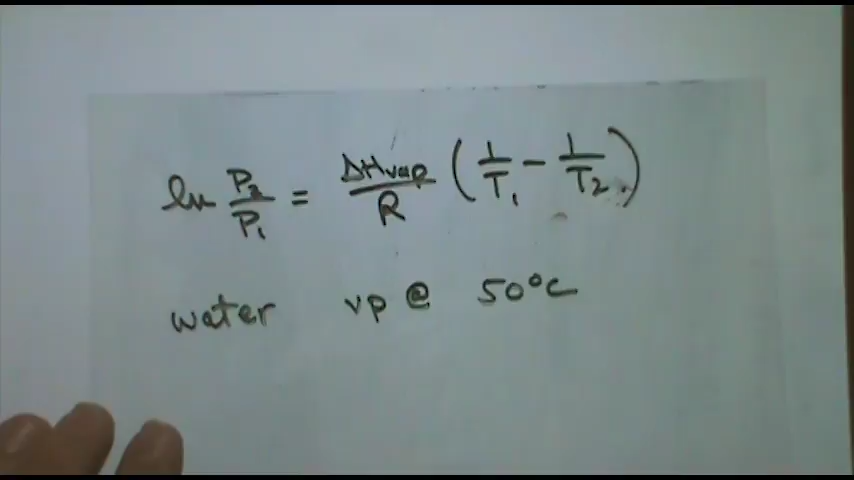 ln P₂/P₁ = ΔHvap/R (1/T₁ - 1/T₂)
water vp @ 50°C